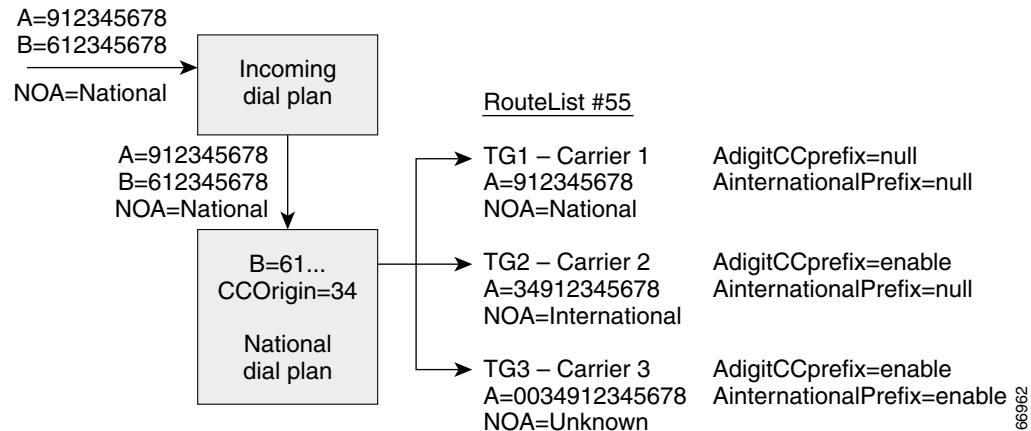 A=912345678
B=612345678
NOA=National
Incoming
dial plan
A=912345678
B=612345678
NOA=National
B=61...
CCOrigin=34
National
dial plan
RouteList #55
TG1 – Carrier 1 AdigitCCprefix=null
A=912345678 AinternationalPrefix=null
NOA=National
TG2 – Carrier 2 AdigitCCprefix=enable
A=34912345678 AinternationalPrefix=null
NOA=International
TG3 – Carrier 3 AdigitCCprefix=enable
A=0034912345678 AinternationalPrefix=enable
NOA=Unknown
66962